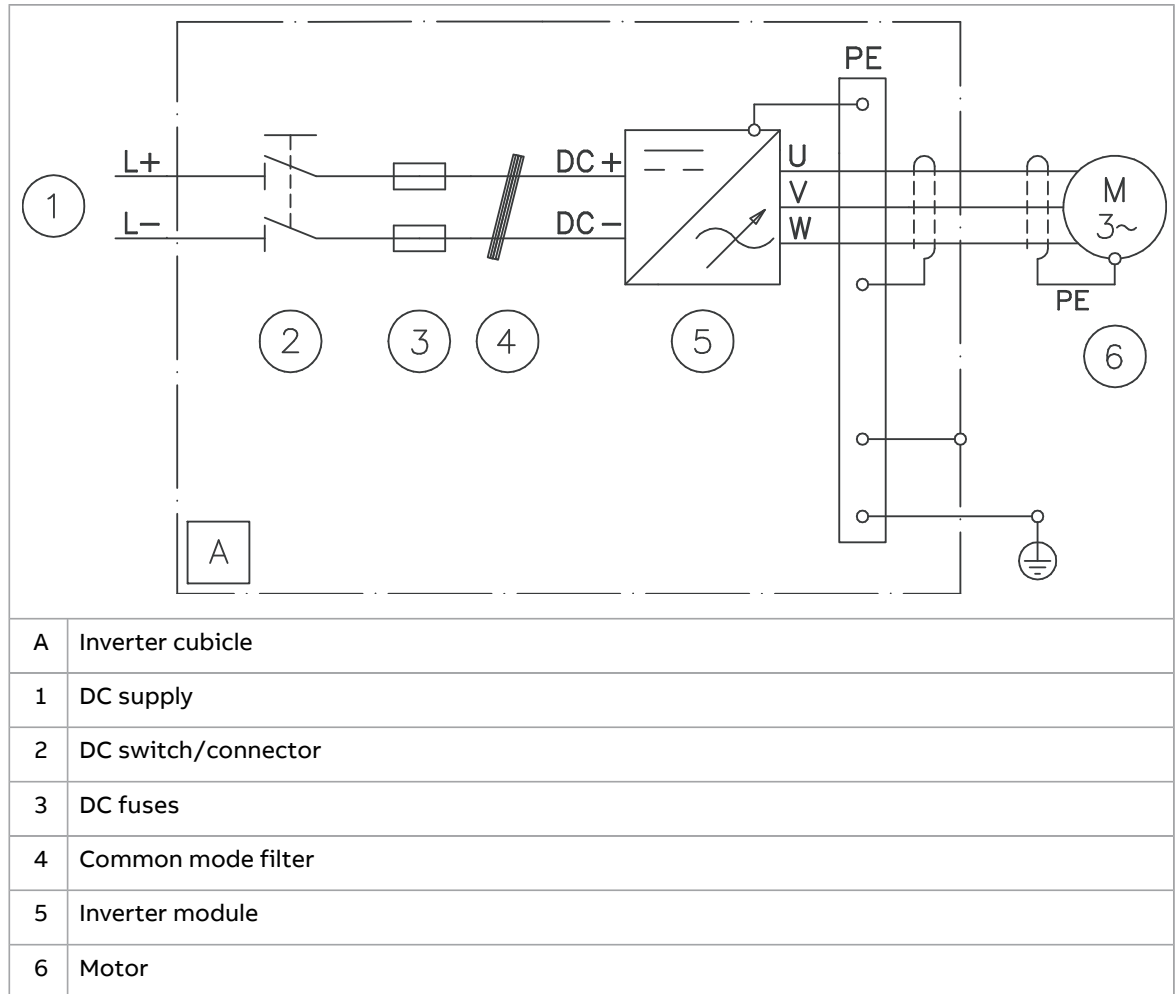 PE
L+
L−
DC +
DC −
U
V
W
M
3~
PE
1
2
3
4
5
6
A
A Inverter cubicle
1 DC supply
2 DC switch/connector
3 DC fuses
4 Common mode filter
5 Inverter module
6 Motor